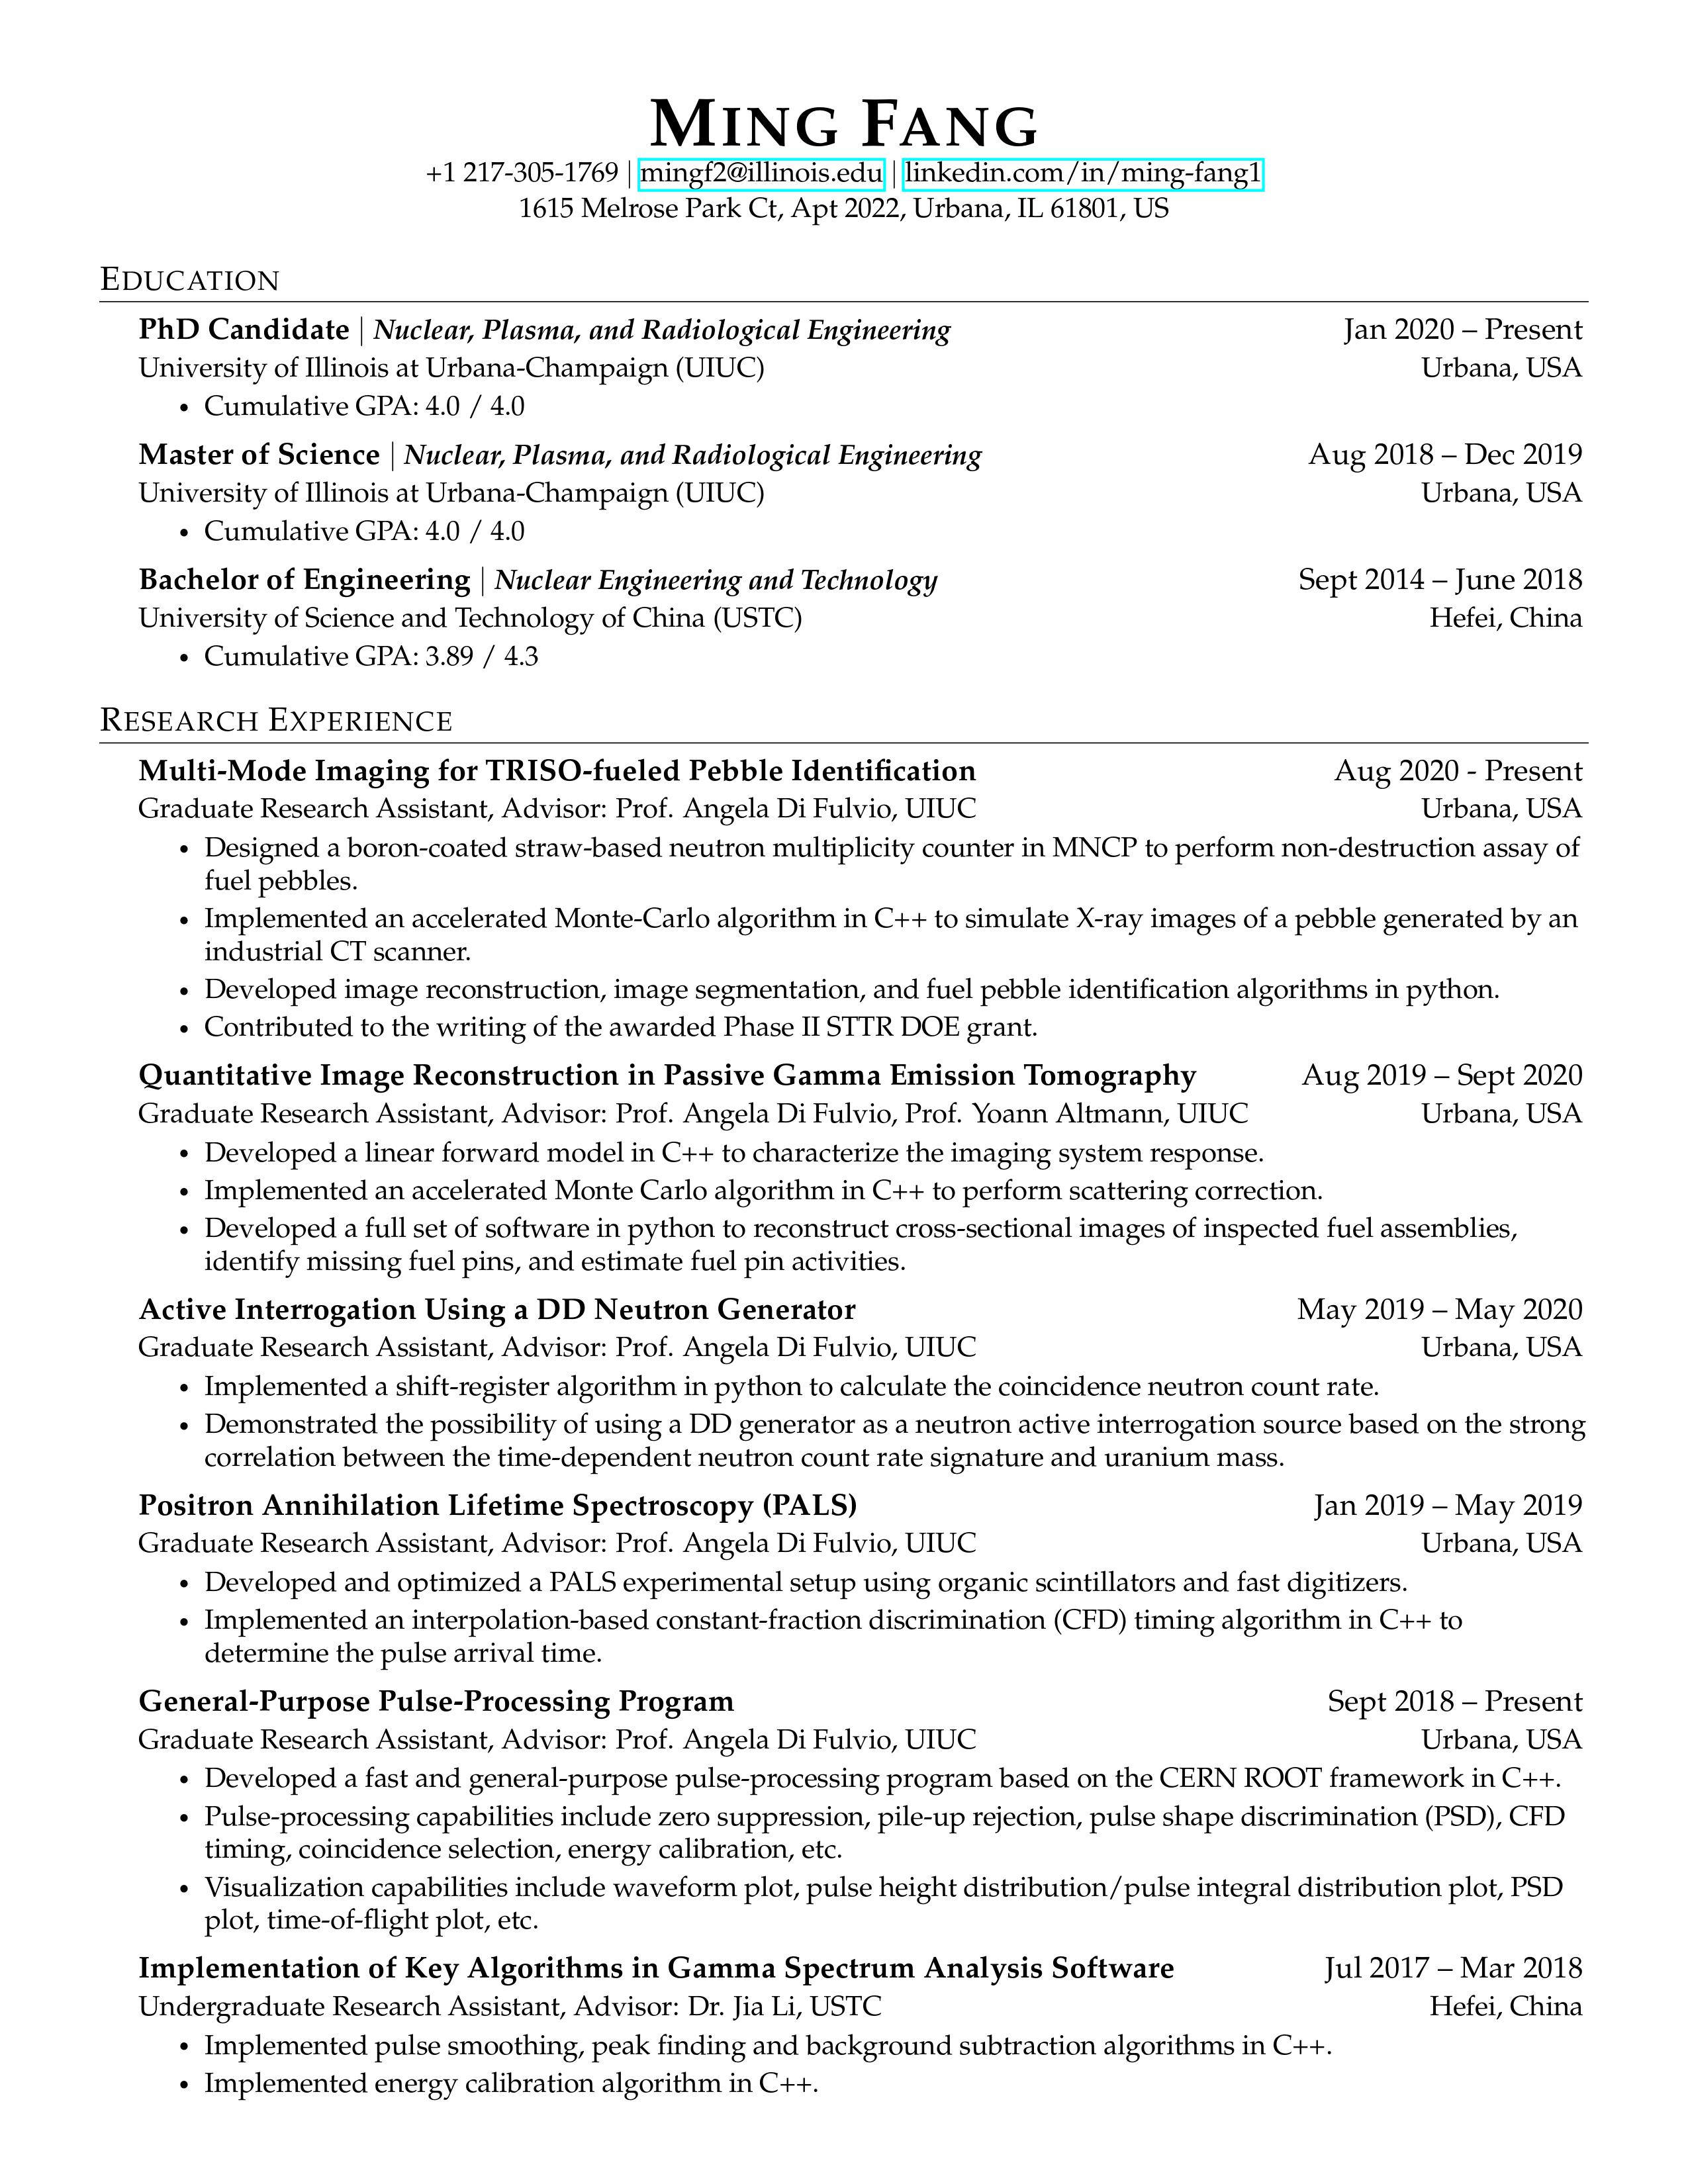 MING FANG
+1 217-305-1769 | mingf2@illinois.edu | linkedin.com/in/ming-fang1
1615 Melrose Park Ct, Apt 2022, Urbana, IL 61801, US
EDUCATION
PhD Candidate | Nuclear, Plasma, and Radiological Engineering Jan 2020 – Present
University of Illinois at Urbana-Champaign (UIUC) Urbana, USA
• Cumulative GPA: 4.0 / 4.0
Master of Science | Nuclear, Plasma, and Radiological Engineering Aug 2018 – Dec 2019
University of Illinois at Urbana-Champaign (UIUC) Urbana, USA
• Cumulative GPA: 4.0 / 4.0
Bachelor of Engineering | Nuclear Engineering and Technology Sept 2014 – June 2018
University of Science and Technology of China (USTC) Hefei, China
• Cumulative GPA: 3.89 / 4.3
RESEARCH EXPERIENCE
Multi-Mode Imaging for TRISO-fueled Pebble Identification Aug 2020 - Present
Graduate Research Assistant, Advisor: Prof. Angela Di Fulvio, UIUC Urbana, USA
• Designed a boron-coated straw-based neutron multiplicity counter in MNCP to perform non-destruction assay of
fuel pebbles.
• Implemented an accelerated Monte-Carlo algorithm in C++ to simulate X-ray images of a pebble generated by an
industrial CT scanner.
• Developed image reconstruction, image segmentation, and fuel pebble identification algorithms in python.
• Contributed to the writing of the awarded Phase II STTR DOE grant.
Quantitative Image Reconstruction in Passive Gamma Emission Tomography Aug 2019 – Sept 2020
Graduate Research Assistant, Advisor: Prof. Angela Di Fulvio, Prof. Yoann Altmann, UIUC Urbana, USA
• Developed a linear forward model in C++ to characterize the imaging system response.
• Implemented an accelerated Monte Carlo algorithm in C++ to perform scattering correction.
• Developed a full set of software in python to reconstruct cross-sectional images of inspected fuel assemblies,
identify missing fuel pins, and estimate fuel pin activities.
Active Interrogation Using a DD Neutron Generator May 2019 – May 2020
Graduate Research Assistant, Advisor: Prof. Angela Di Fulvio, UIUC Urbana, USA
• Implemented a shift-register algorithm in python to calculate the coincidence neutron count rate.
• Demonstrated the possibility of using a DD generator as a neutron active interrogation source based on the strong
correlation between the time-dependent neutron count rate signature and uranium mass.
Positron Annihilation Lifetime Spectroscopy (PALS) Jan 2019 – May 2019
Graduate Research Assistant, Advisor: Prof. Angela Di Fulvio, UIUC Urbana, USA
• Developed and optimized a PALS experimental setup using organic scintillators and fast digitizers.
• Implemented an interpolation-based constant-fraction discrimination (CFD) timing algorithm in C++ to
determine the pulse arrival time.
General-Purpose Pulse-Processing Program Sept 2018 – Present
Graduate Research Assistant, Advisor: Prof. Angela Di Fulvio, UIUC Urbana, USA
• Developed a fast and general-purpose pulse-processing program based on the CERN ROOT framework in C++.
• Pulse-processing capabilities include zero suppression, pile-up rejection, pulse shape discrimination (PSD), CFD
timing, coincidence selection, energy calibration, etc.
• Visualization capabilities include waveform plot, pulse height distribution/pulse integral distribution plot, PSD
plot, time-of-flight plot, etc.
Implementation of Key Algorithms in Gamma Spectrum Analysis Software Jul 2017 – Mar 2018
Undergraduate Research Assistant, Advisor: Dr. Jia Li, USTC Hefei, China
• Implemented pulse smoothing, peak finding and background subtraction algorithms in C++.
• Implemented energy calibration algorithm in C++.